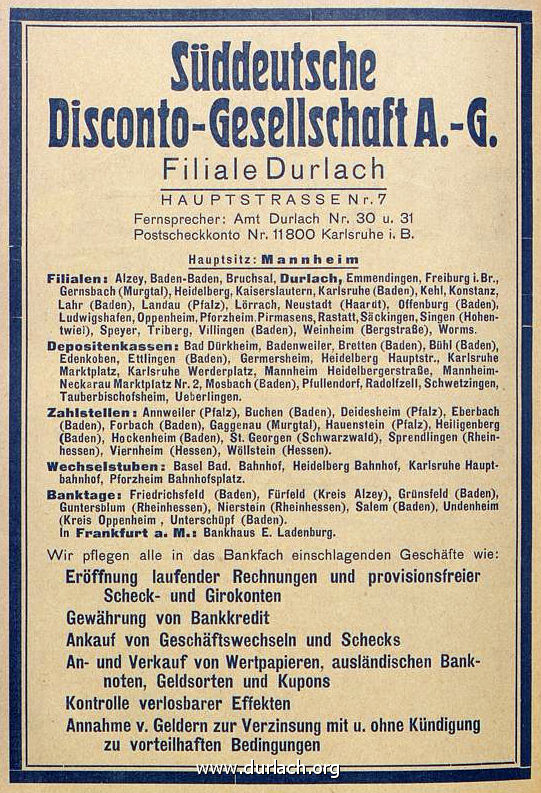 Süddeutsche
Disconto-Gesellschaft A.-G.
Filiale Durlach
HAUPTSTRASSE Nr. 7
Fernsprecher: Amt Durlach Nr. 30 u. 31
Postscheckkonto Nr. 11800 Karlsruhe i. B.
Hauptsitz: Mannheim
Filialen: Alzey, Baden-Baden, Bruchsal, Durlach, Emmendingen, Freiburg i. Br.,
Gernsbach (Murgtal), Heidelberg, Kaiserslautern, Karlsruhe (Baden), Kehl, Konstanz,
Lahr (Baden), Landau (Pfalz), Lörrach, Neustadt (Haardt), Offenburg (Baden),
Ludwigshafen, Oppenheim, Pforzheim. Pirmasens, Rastatt, Säckingen, Singen (Hohen-
twiel), Speyer, Triberg, Villingen (Baden), Weinheim (Bergstraße), Worms.
Depositenkassen: Bad Dürkheim, Badenweiler, Bretten (Baden), Bühl (Baden),
Edenkoben, Ettlingen (Baden), Germersheim, Heidelberg Hauptstr., Karlsruhe
Marktplatz, Karlsruhe Werderplatz, Mannheim Heidelbergerstraße, Mannheim-
Neckarau Marktplatz Nr. 2, Mosbach (Baden), Pfullendorf, Radolfzell, Schwetzingen,
Tauberbischofsheim, Ueberlingen.
Zahlstellen: Annweiler (Pfalz), Buchen (Baden), Deidesheim (Pfalz), Eberbach
(Baden), Forbach (Baden), Gaggenau (Murgtal), Hauenstein (Pfalz), Heiligenberg
(Baden), Hockenheim (Baden), St. Georgen (Schwarzwald), Sprendlingen (Rhein-
hessen), Viernheim (Hessen), Wöllstein (Hessen).
Wechselstuben: Basel Bad. Bahnhof, Heidelberg Bahnhof, Karlsruhe Haupt-
bahnhof, Pforzheim Bahnhofsplatz.
Banktage: Friedrichsfeld (Baden), Fürfeld (Kreis Alzey), Grünsfeld (Baden),
Guntersblum (Rheinhessen), Nierstein (Rheinhessen), Salem (Baden), Undenheim
(Kreis Oppenheim , Unterschüpf (Baden).
In Frankfurt a. M.: Bankhaus E. Ladenburg.
Wir pflegen alle in das Bankfach einschlagenden Geschäfte wie:
Eröffnung laufender Rechnungen und provisionsfreier
Scheck- und Girokonten
Gewährung von Bankkredit
Ankauf von Geschäftswechseln und Schecks
An- und Verkauf von Wertpapieren, ausländischen Bank-
noten, Geldsorten und Kupons
Kontrolle verlosbarer Effekten
Annahme v. Geldern zur Verzinsung mit u. ohne Kündigung
zu vorteilhaften Bedingungen
www.durlach.org